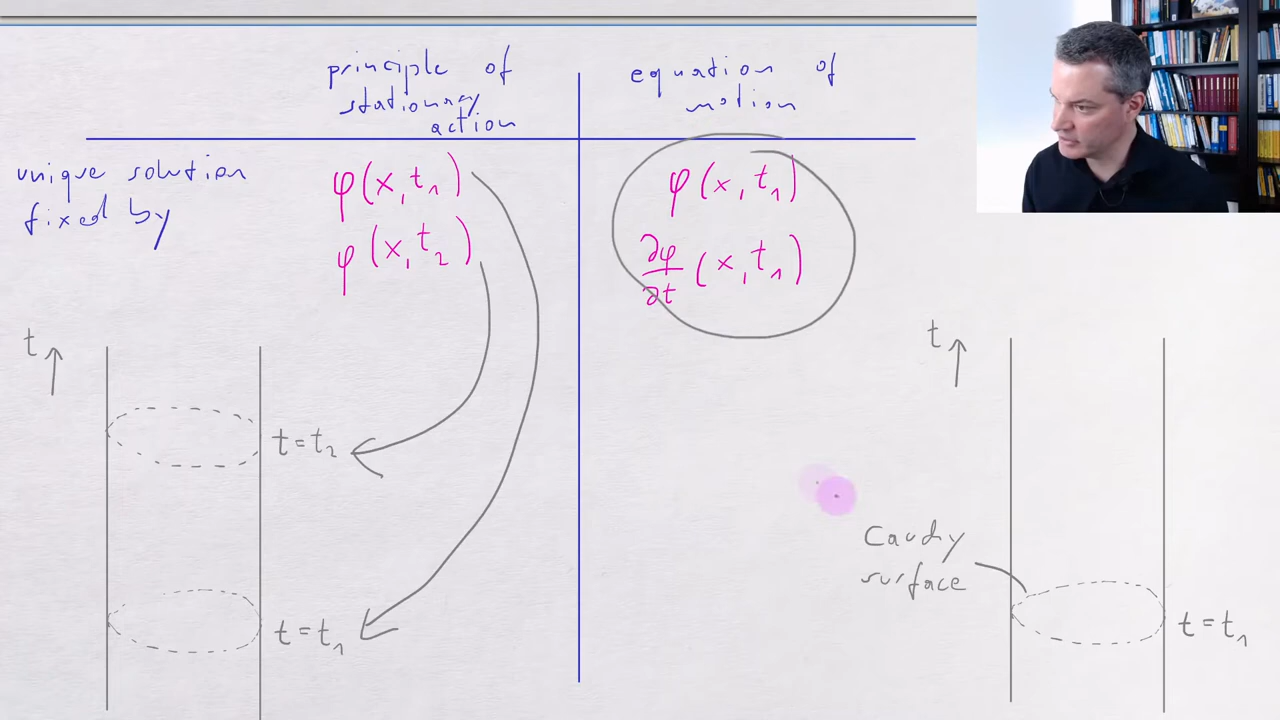 principle of
stationary
action
equation of
motion
unique solution
fixed by
φ(x,t₁)
φ(x,t₂)
φ(x,t₁)
∂φ/∂t (x,t₁)
t
t = t₂
t = t₁
t
Cauchy
surface
t = t₁